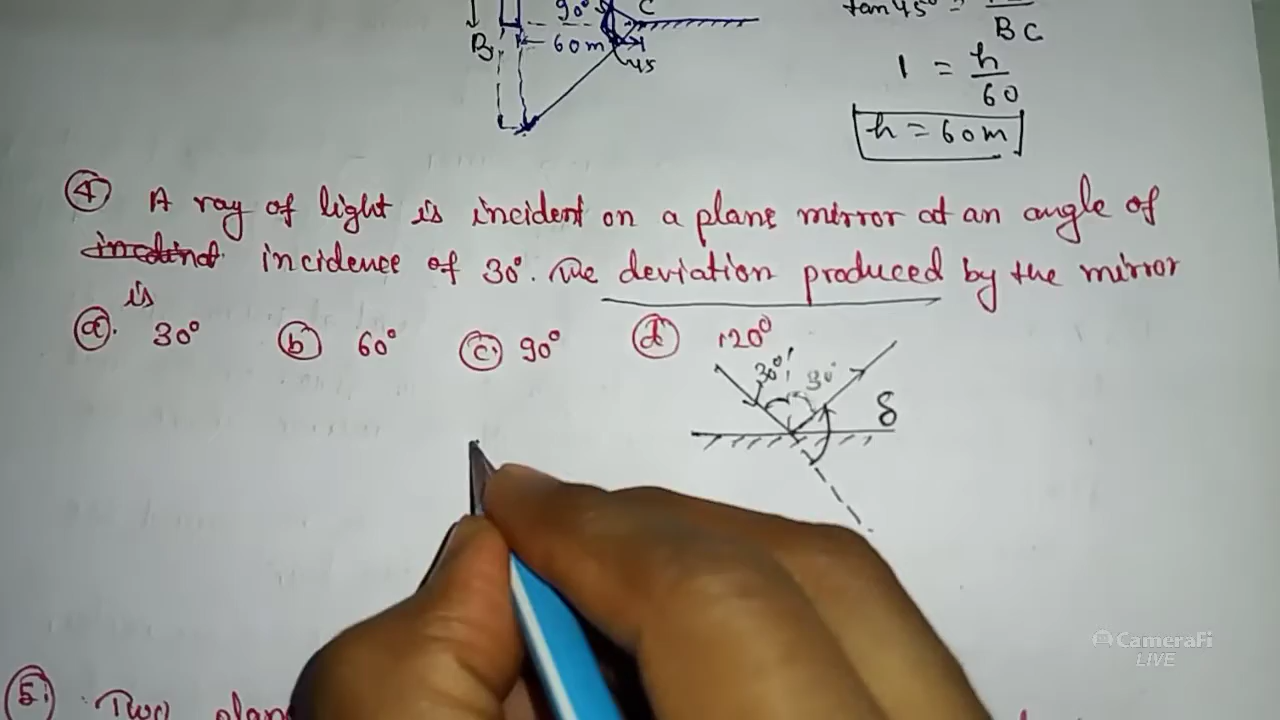 90° C
B 60m 45
tan45° =
BC
1 = h
60
h = 60m
④ A ray of light is incident on a plane mirror at an angle of
incidence of 30°. The deviation produced by the mirror
is
ⓐ. 30° ⓑ 60° ⓒ 90° ⓓ 120°
30° 30° δ
CameraFi
LIVE
⑤. Two plan